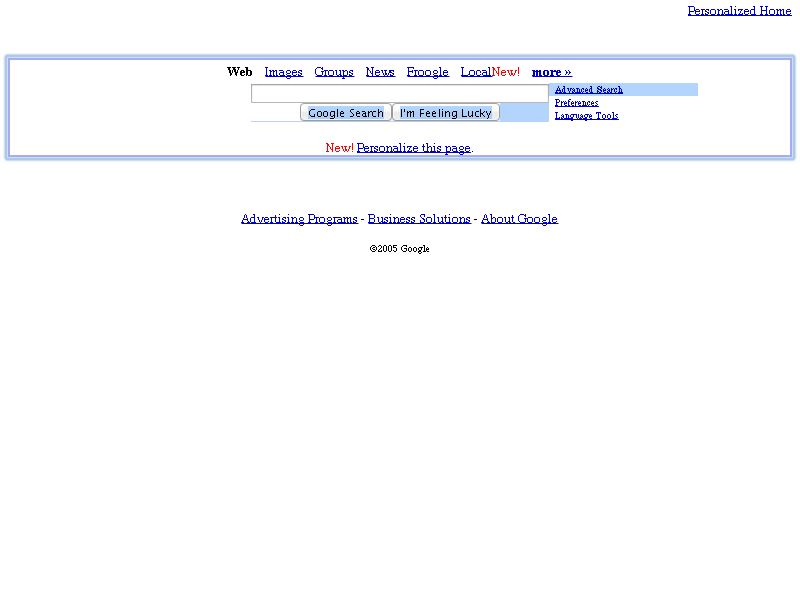 Personalized Home
Web Images Groups News Froogle LocalNew! more »
Advanced Search
Preferences
Google Search I'm Feeling Lucky
Language Tools
New! Personalize this page.
Advertising Programs - Business Solutions - About Google
©2005 Google